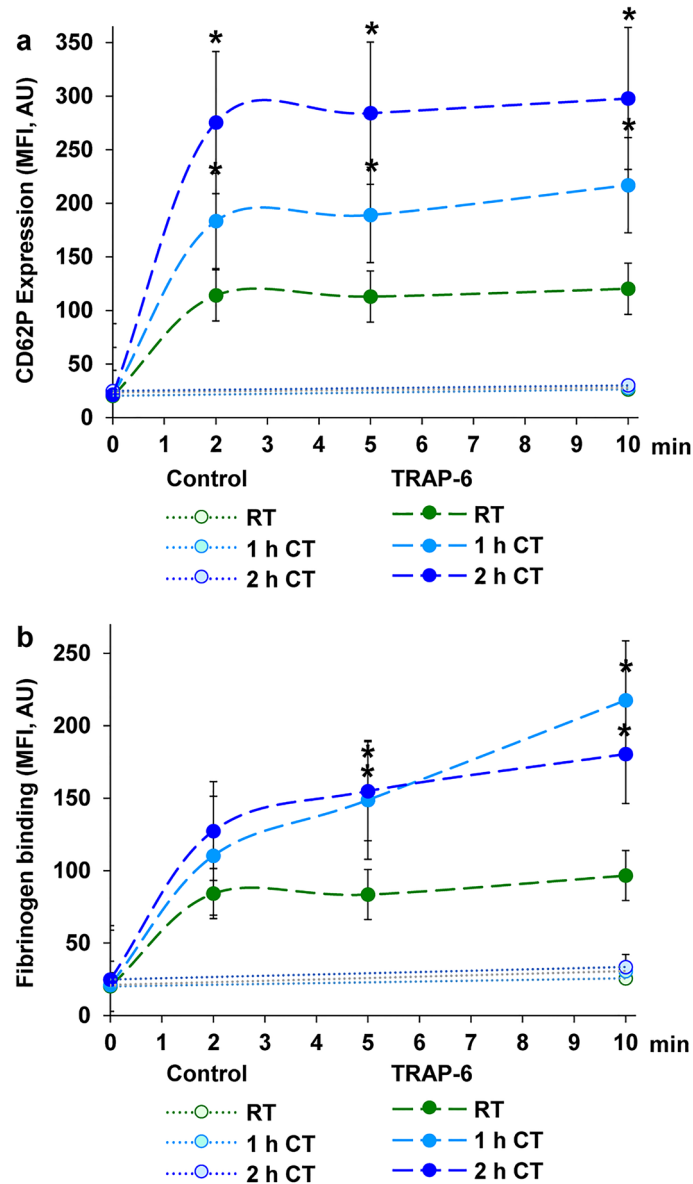 a
CD62P Expression (MFI, AU)
350
300
250
200
150
100
50
0
* * *
* * *
0 1 2 3 4 5 6 7 8 9 10 min
Control TRAP-6
RT RT
1 h CT 1 h CT
2 h CT 2 h CT
b
Fibrinogen binding (MFI, AU)
250
200
150
100
50
0
* *
* *
0 1 2 3 4 5 6 7 8 9 10 min
Control TRAP-6
RT RT
1 h CT 1 h CT
2 h CT 2 h CT